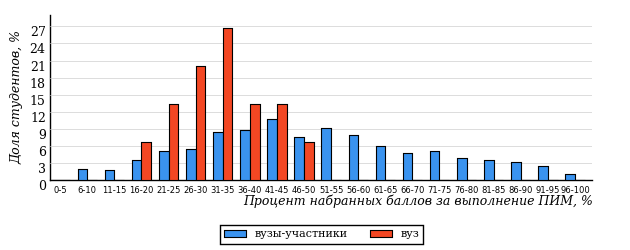 Доля студентов, %
27
24
21
18
15
12
9
6
3
0
0-5 6-10 11-15 16-20 21-25 26-30 31-35 36-40 41-45 46-50 51-55 56-60 61-65 66-70 71-75 76-80 81-85 86-90 91-95 96-100
Процент набранных баллов за выполнение ПИМ, %
вузы-участники вуз